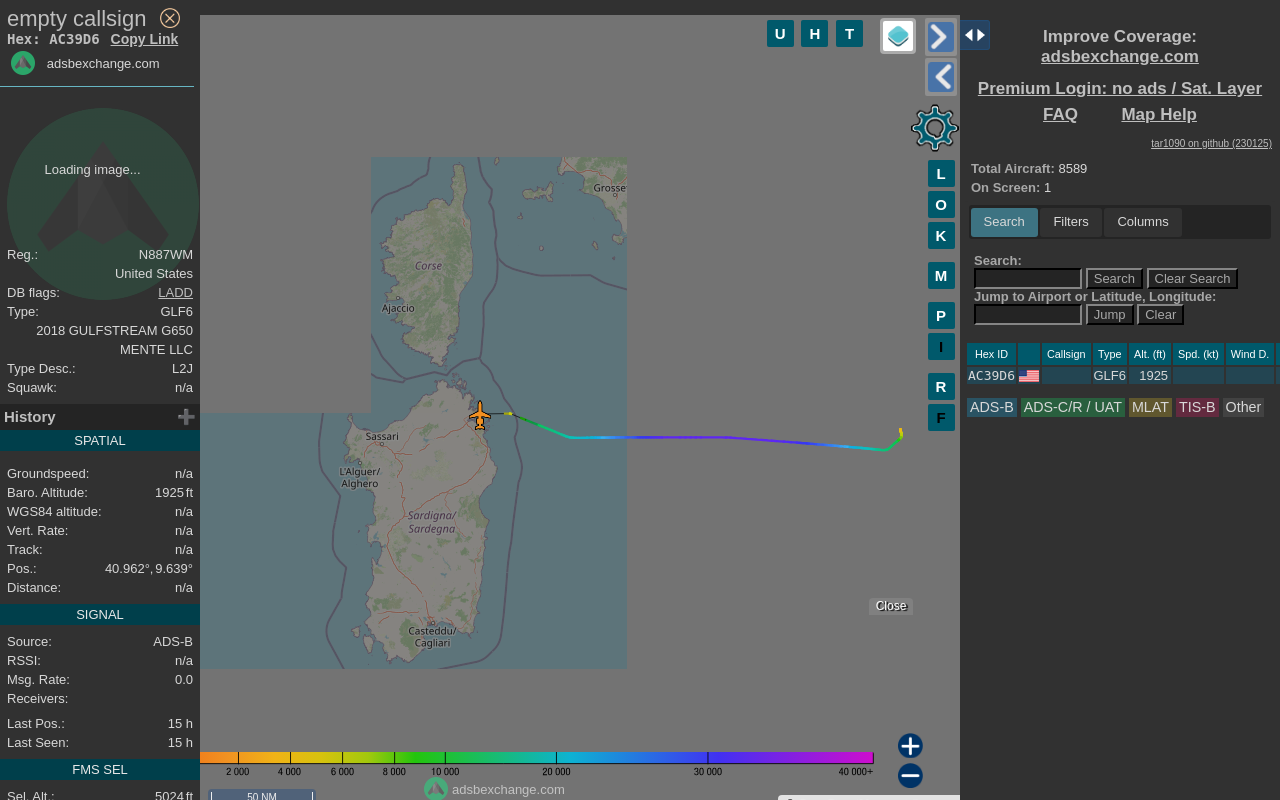 empty callsign
Hex: AC39D6 Copy Link
adsbexchange.com
Loading image...
Reg.: N887WM
United States
DB flags: LADD
Type: GLF6
2018 GULFSTREAM G650
MENTE LLC
Type Desc.: L2J
Squawk: n/a
History
SPATIAL
Groundspeed: n/a
Baro. Altitude: 1925 ft
WGS84 altitude: n/a
Vert. Rate: n/a
Track: n/a
Pos.: 40.962°, 9.639°
Distance: n/a
SIGNAL
Source: ADS-B
RSSI: n/a
Msg. Rate: 0.0
Receivers:
Last Pos.: 15 h
Last Seen: 15 h
FMS SEL
Sel. Alt.: 5024 ft
U H T
L
O
K
M
P
I
R
F
Grosse
Corse
Ajaccio
Sassari
L'Alguer/
Alghero
Sardigna/
Sardegna
Casteddu/
Cagliari
Close
2 000 4 000 6 000 8 000 10 000 20 000 30 000 40 000+
adsbexchange.com
50 NM
Improve Coverage:
adsbexchange.com
Premium Login: no ads / Sat. Layer
FAQ Map Help
tar1090 on github (230125)
Total Aircraft: 8589
On Screen: 1
Search Filters Columns
Search:
Search Clear Search
Jump to Airport or Latitude, Longitude:
Jump Clear
Hex ID Callsign Type Alt. (ft) Spd. (kt) Wind D.
AC39D6 GLF6 1925
ADS-B ADS-C/R / UAT MLAT TIS-B Other